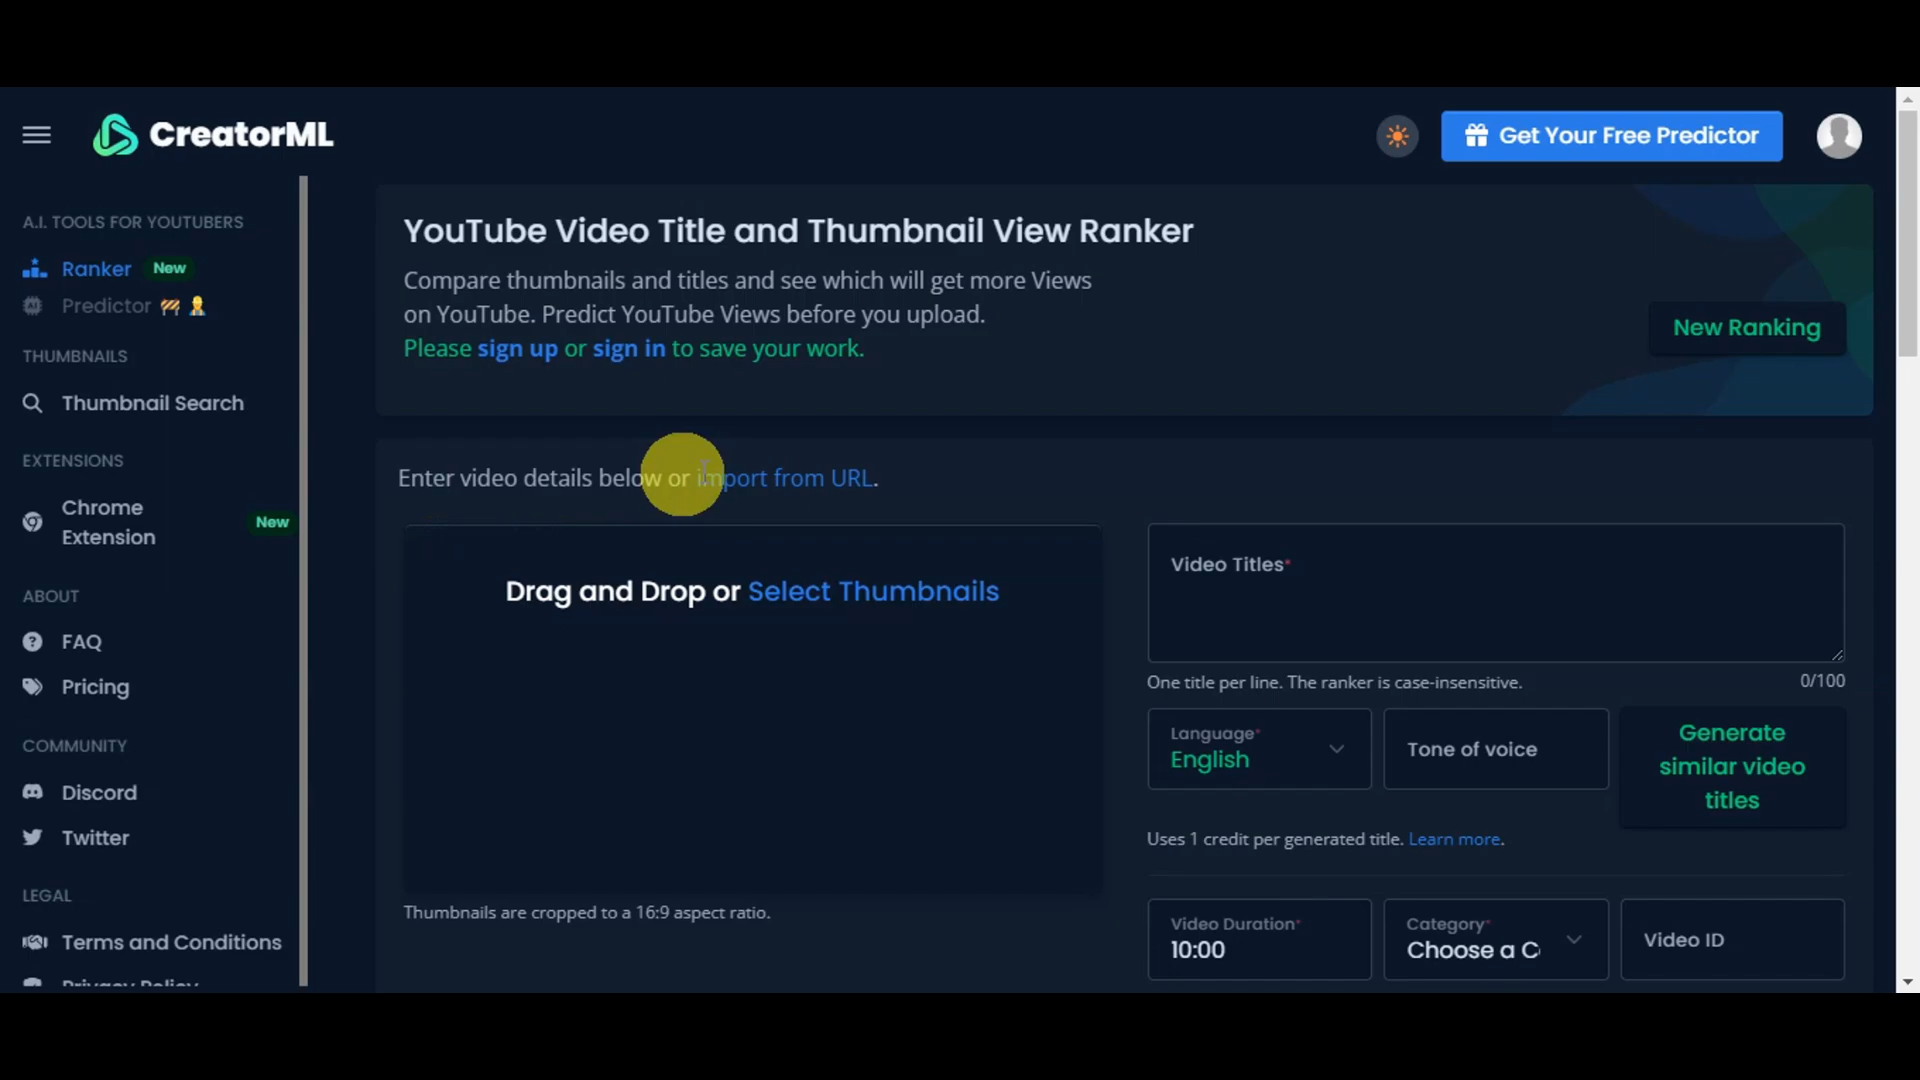 CreatorML
Get Your Free Predictor
A.I. TOOLS FOR YOUTUBERS
Ranker New
Predictor
THUMBNAILS
Thumbnail Search
EXTENSIONS
Chrome
Extension
New
ABOUT
FAQ
Pricing
COMMUNITY
Discord
Twitter
LEGAL
Terms and Conditions
Privacy Policy
YouTube Video Title and Thumbnail View Ranker
Compare thumbnails and titles and see which will get more Views
on YouTube. Predict YouTube Views before you upload.
Please sign up or sign in to save your work.
New Ranking
Enter video details below or import from URL.
Drag and Drop or Select Thumbnails
Thumbnails are cropped to a 16:9 aspect ratio.
Video Titles*
One title per line. The ranker is case-insensitive.
0/100
Language*
English
Tone of voice
Generate
similar video
titles
Uses 1 credit per generated title. Learn more.
Video Duration*
10:00
Category*
Choose a C
Video ID